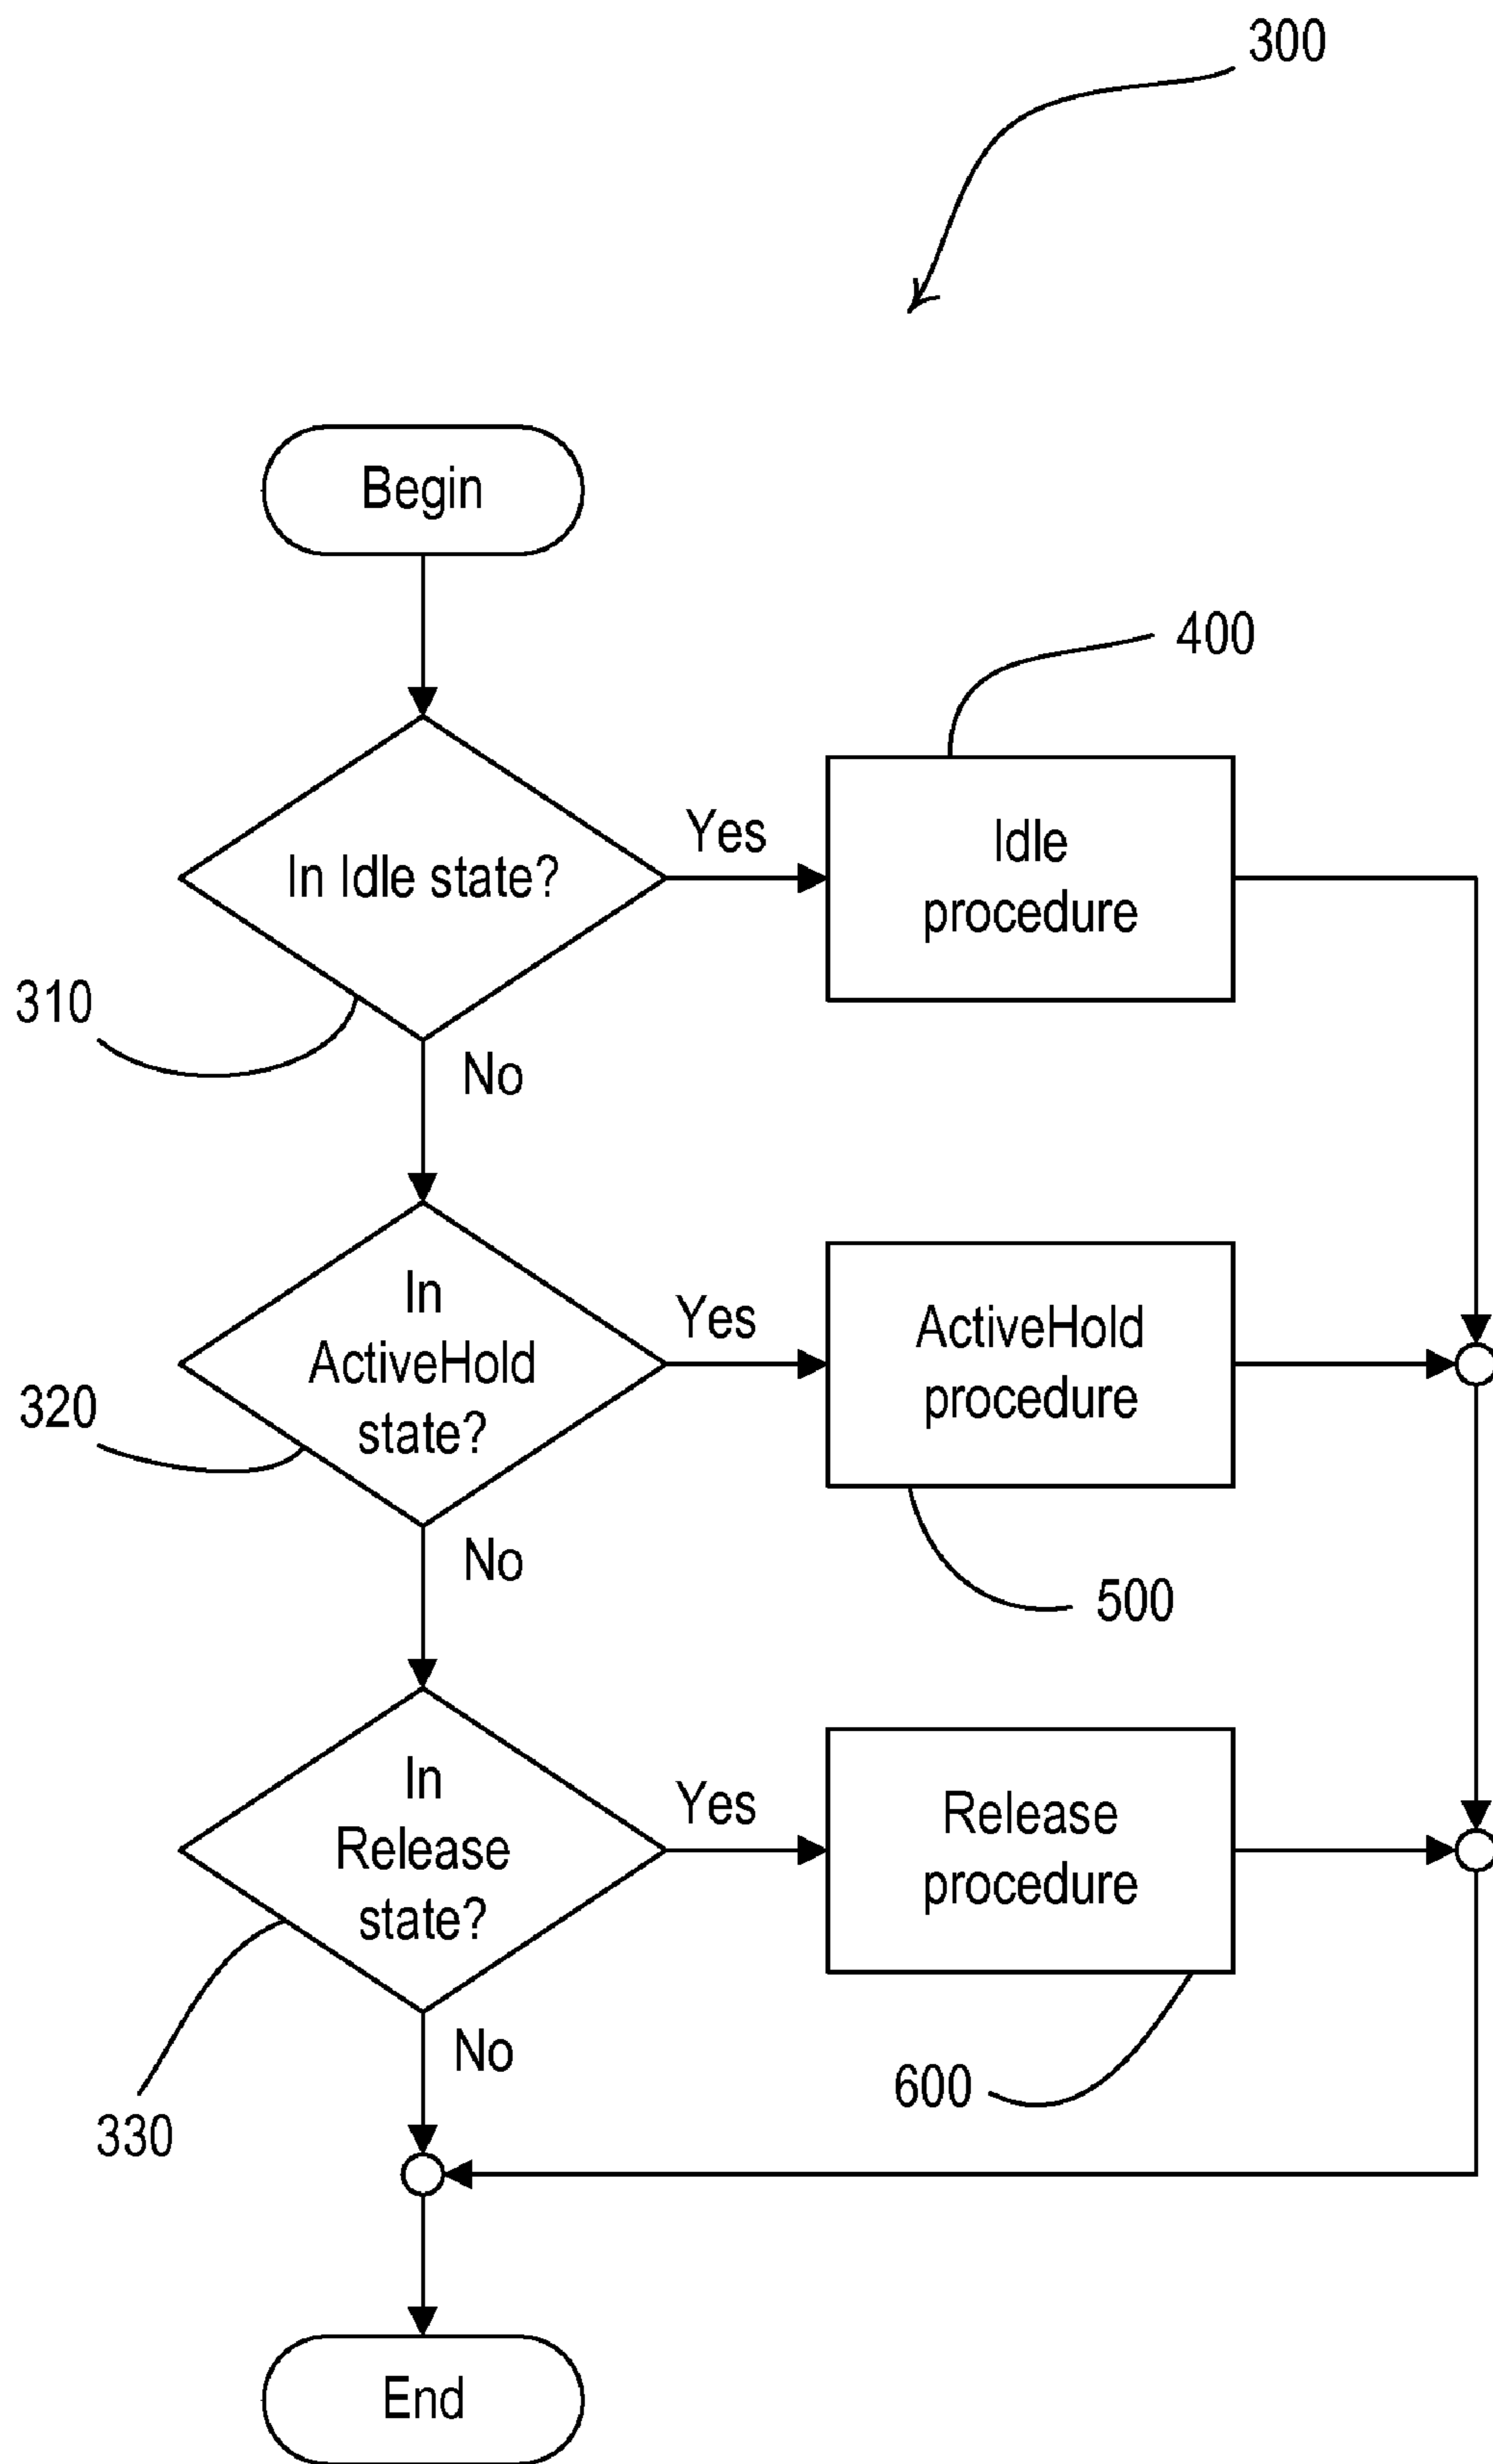 300
Begin
400
In Idle state?
Yes
Idle
procedure
310
No
In
ActiveHold
state?
Yes
ActiveHold
procedure
320
No
500
In
Release
state?
Yes
Release
procedure
No
600
330
End